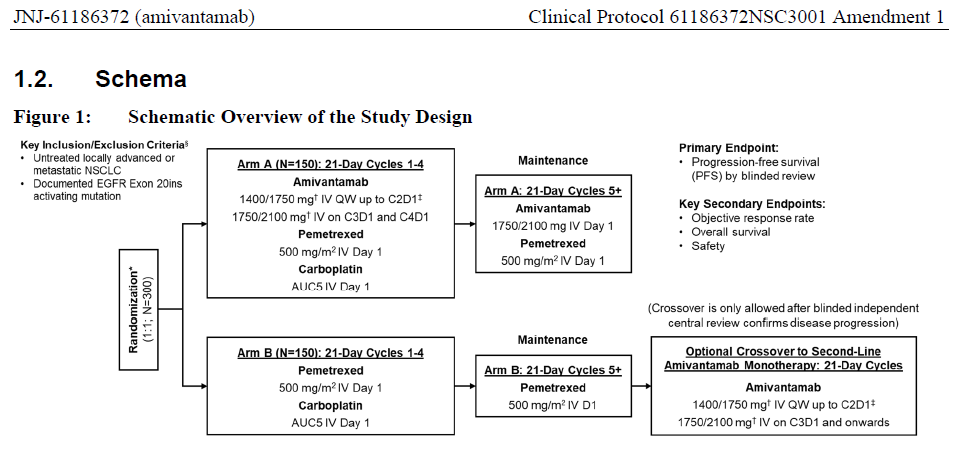 JNJ-61186372 (amivantamab) Clinical Protocol 61186372NSC3001 Amendment 1
1.2. Schema
Figure 1: Schematic Overview of the Study Design
Key Inclusion/Exclusion Criteria§
• Untreated locally advanced or
metastatic NSCLC
• Documented EGFR Exon 20ins
activating mutation
Randomization*
(1:1; N=300)
Arm A (N=150): 21-Day Cycles 1-4
Amivantamab
1400/1750 mg† IV QW up to C2D1‡
1750/2100 mg† IV on C3D1 and C4D1
Pemetrexed
500 mg/m² IV Day 1
Carboplatin
AUC5 IV Day 1
Maintenance
Arm A: 21-Day Cycles 5+
Amivantamab
1750/2100 mg IV Day 1
Pemetrexed
500 mg/m² IV Day 1
Primary Endpoint:
• Progression-free survival
(PFS) by blinded review
Key Secondary Endpoints:
• Objective response rate
• Overall survival
• Safety
Arm B (N=150): 21-Day Cycles 1-4
Pemetrexed
500 mg/m² IV Day 1
Carboplatin
AUC5 IV Day 1
Maintenance
Arm B: 21-Day Cycles 5+
Pemetrexed
500 mg/m² IV D1
(Crossover is only allowed after blinded independent
central review confirms disease progression)
Optional Crossover to Second-Line
Amivantamab Monotherapy: 21-Day Cycles
Amivantamab
1400/1750 mg† IV QW up to C2D1‡
1750/2100 mg† IV on C3D1 and onwards